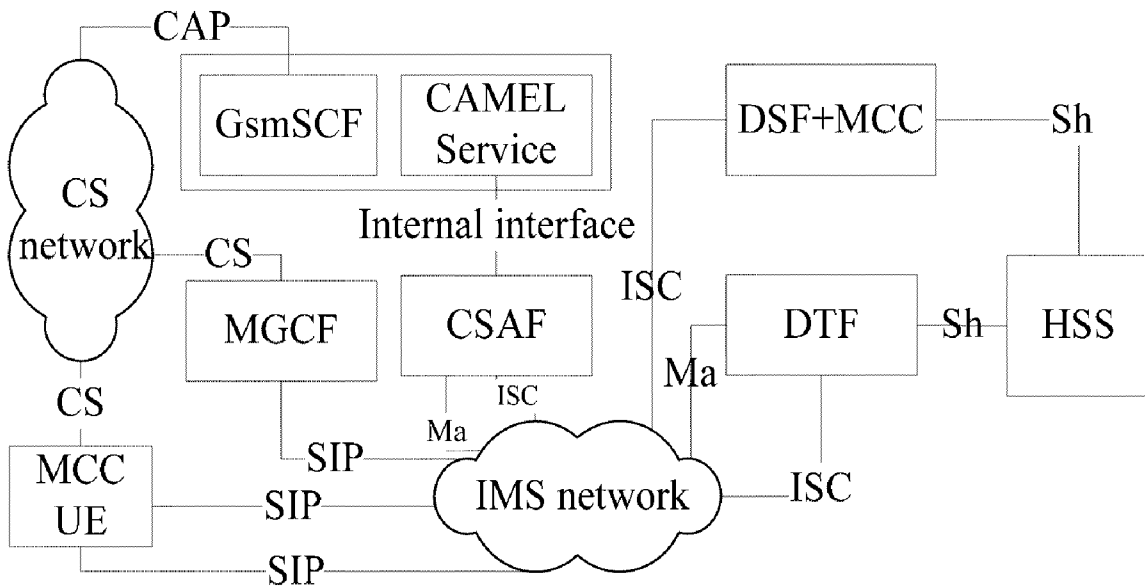 CAP
GsmSCF
CAMEL
Service
DSF+MCC
Sh
CS
network
Internal interface
CS
ISC
MGCF
CSAF
DTF
Sh
HSS
Ma
CS
ISC
Ma
SIP
MCC
UE
SIP
IMS network
ISC
SIP